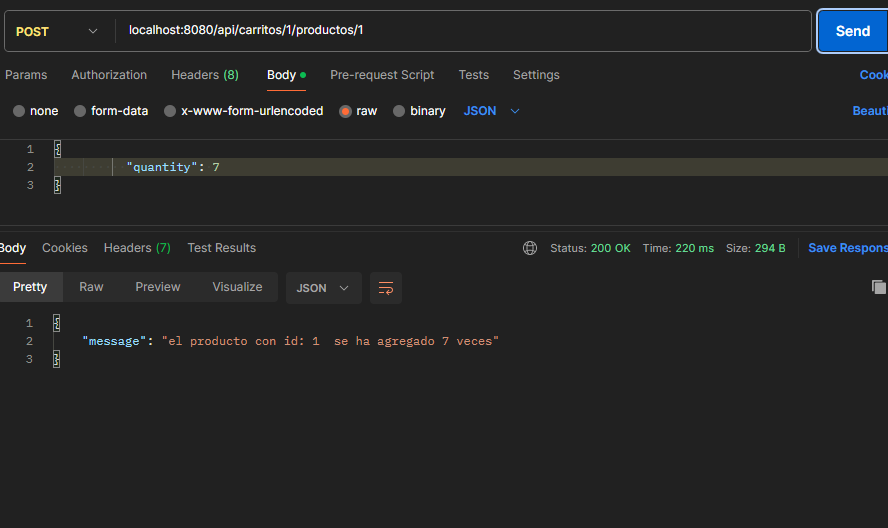 POST localhost:8080/api/carritos/1/productos/1 Send
Params Authorization Headers (8) Body Pre-request Script Tests Settings Cook
none form-data x-www-form-urlencoded raw binary JSON Beauti
1 {
2 "quantity": 7
3 }
Body Cookies Headers (7) Test Results Status: 200 OK Time: 220 ms Size: 294 B Save Respons
Pretty Raw Preview Visualize JSON
1 {
2 "message": "el producto con id: 1  se ha agregado 7 veces"
3 }